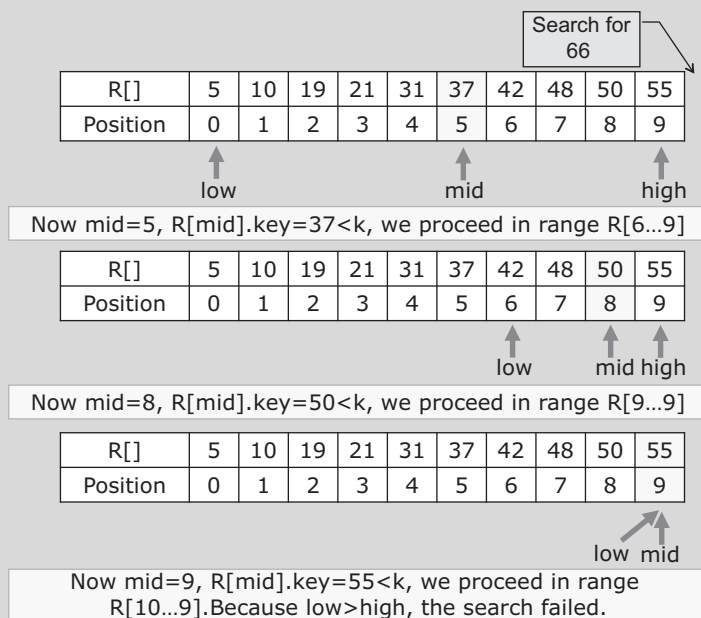 Search for
66
R[] 5 10 19 21 31 37 42 48 50 55
Position 0 1 2 3 4 5 6 7 8 9
low mid high
Now mid=5, R[mid].key=37<k, we proceed in range R[6…9]
R[] 5 10 19 21 31 37 42 48 50 55
Position 0 1 2 3 4 5 6 7 8 9
low mid high
Now mid=8, R[mid].key=50<k, we proceed in range R[9…9]
R[] 5 10 19 21 31 37 42 48 50 55
Position 0 1 2 3 4 5 6 7 8 9
low mid
Now mid=9, R[mid].key=55<k, we proceed in range
R[10…9].Because low>high, the search failed.